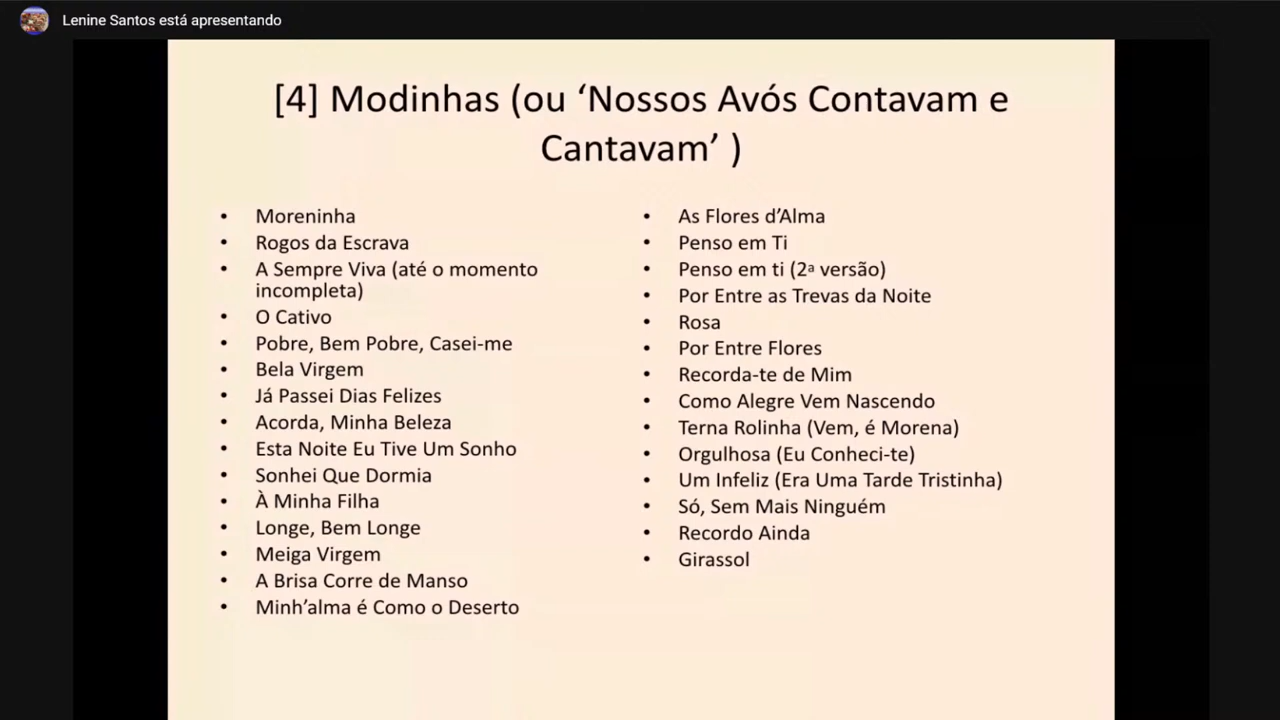 Lenine Santos está apresentando
[4] Modinhas (ou ‘Nossos Avós Contavam e
Cantavam’ )
• Moreninha
• Rogos da Escrava
• A Sempre Viva (até o momento
incompleta)
• O Cativo
• Pobre, Bem Pobre, Casei-me
• Bela Virgem
• Já Passei Dias Felizes
• Acorda, Minha Beleza
• Esta Noite Eu Tive Um Sonho
• Sonhei Que Dormia
• À Minha Filha
• Longe, Bem Longe
• Meiga Virgem
• A Brisa Corre de Manso
• Minh’alma é Como o Deserto
• As Flores d’Alma
• Penso em Ti
• Penso em ti (2ª versão)
• Por Entre as Trevas da Noite
• Rosa
• Por Entre Flores
• Recorda-te de Mim
• Como Alegre Vem Nascendo
• Terna Rolinha (Vem, é Morena)
• Orgulhosa (Eu Conheci-te)
• Um Infeliz (Era Uma Tarde Tristinha)
• Só, Sem Mais Ninguém
• Recordo Ainda
• Girassol